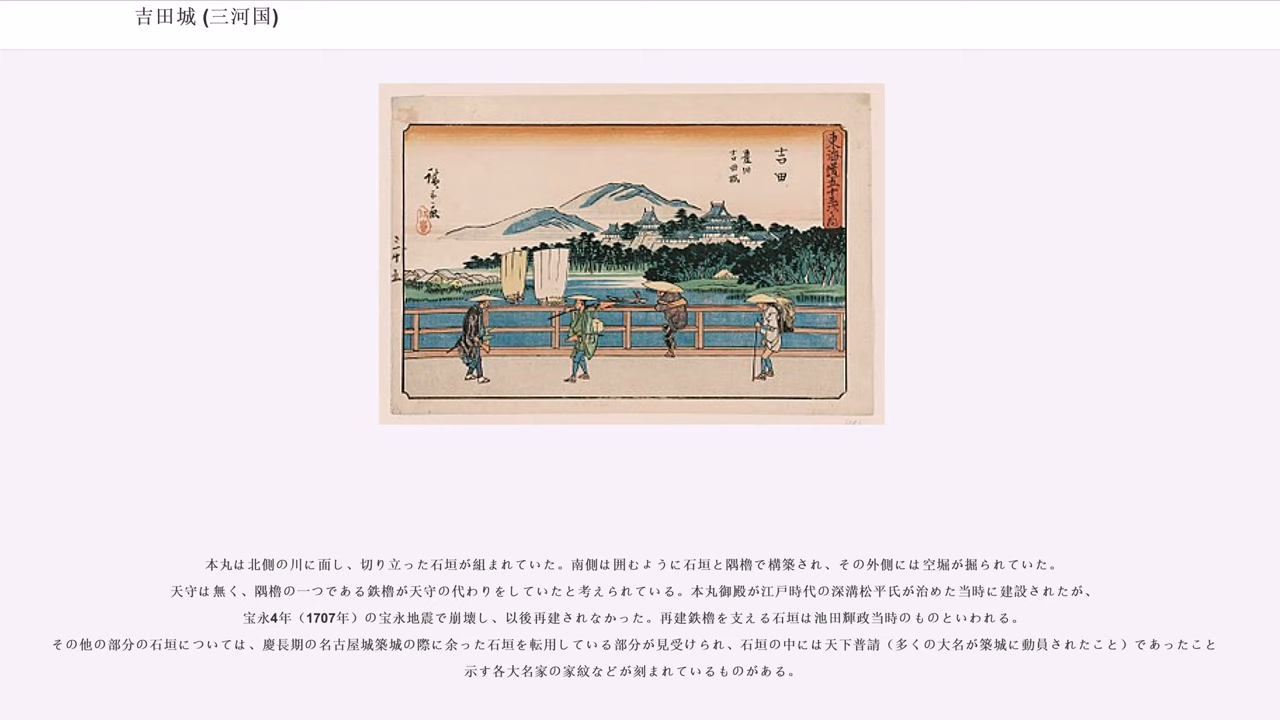 吉田城 (三河国)
東海道五十三次之内
吉田
豊川
吉田城
廣重画
三十五
本丸は北側の川に面し、切り立った石垣が組まれていた。南側は囲むように石垣と隅櫓で構築され、その外側には空堀が掘られていた。
天守は無く、隅櫓の一つである鉄櫓が天守の代わりをしていたと考えられている。本丸御殿が江戸時代の深溝松平氏が治めた当時に建設されたが、
宝永4年（1707年）の宝永地震で崩壊し、以後再建されなかった。再建鉄櫓を支える石垣は池田輝政当時のものといわれる。
その他の部分の石垣については、慶長期の名古屋城築城の際に余った石垣を転用している部分が見受けられ、石垣の中には天下普請（多くの大名が築城に動員されたこと）であったこと
示す各大名家の家紋などが刻まれているものがある。